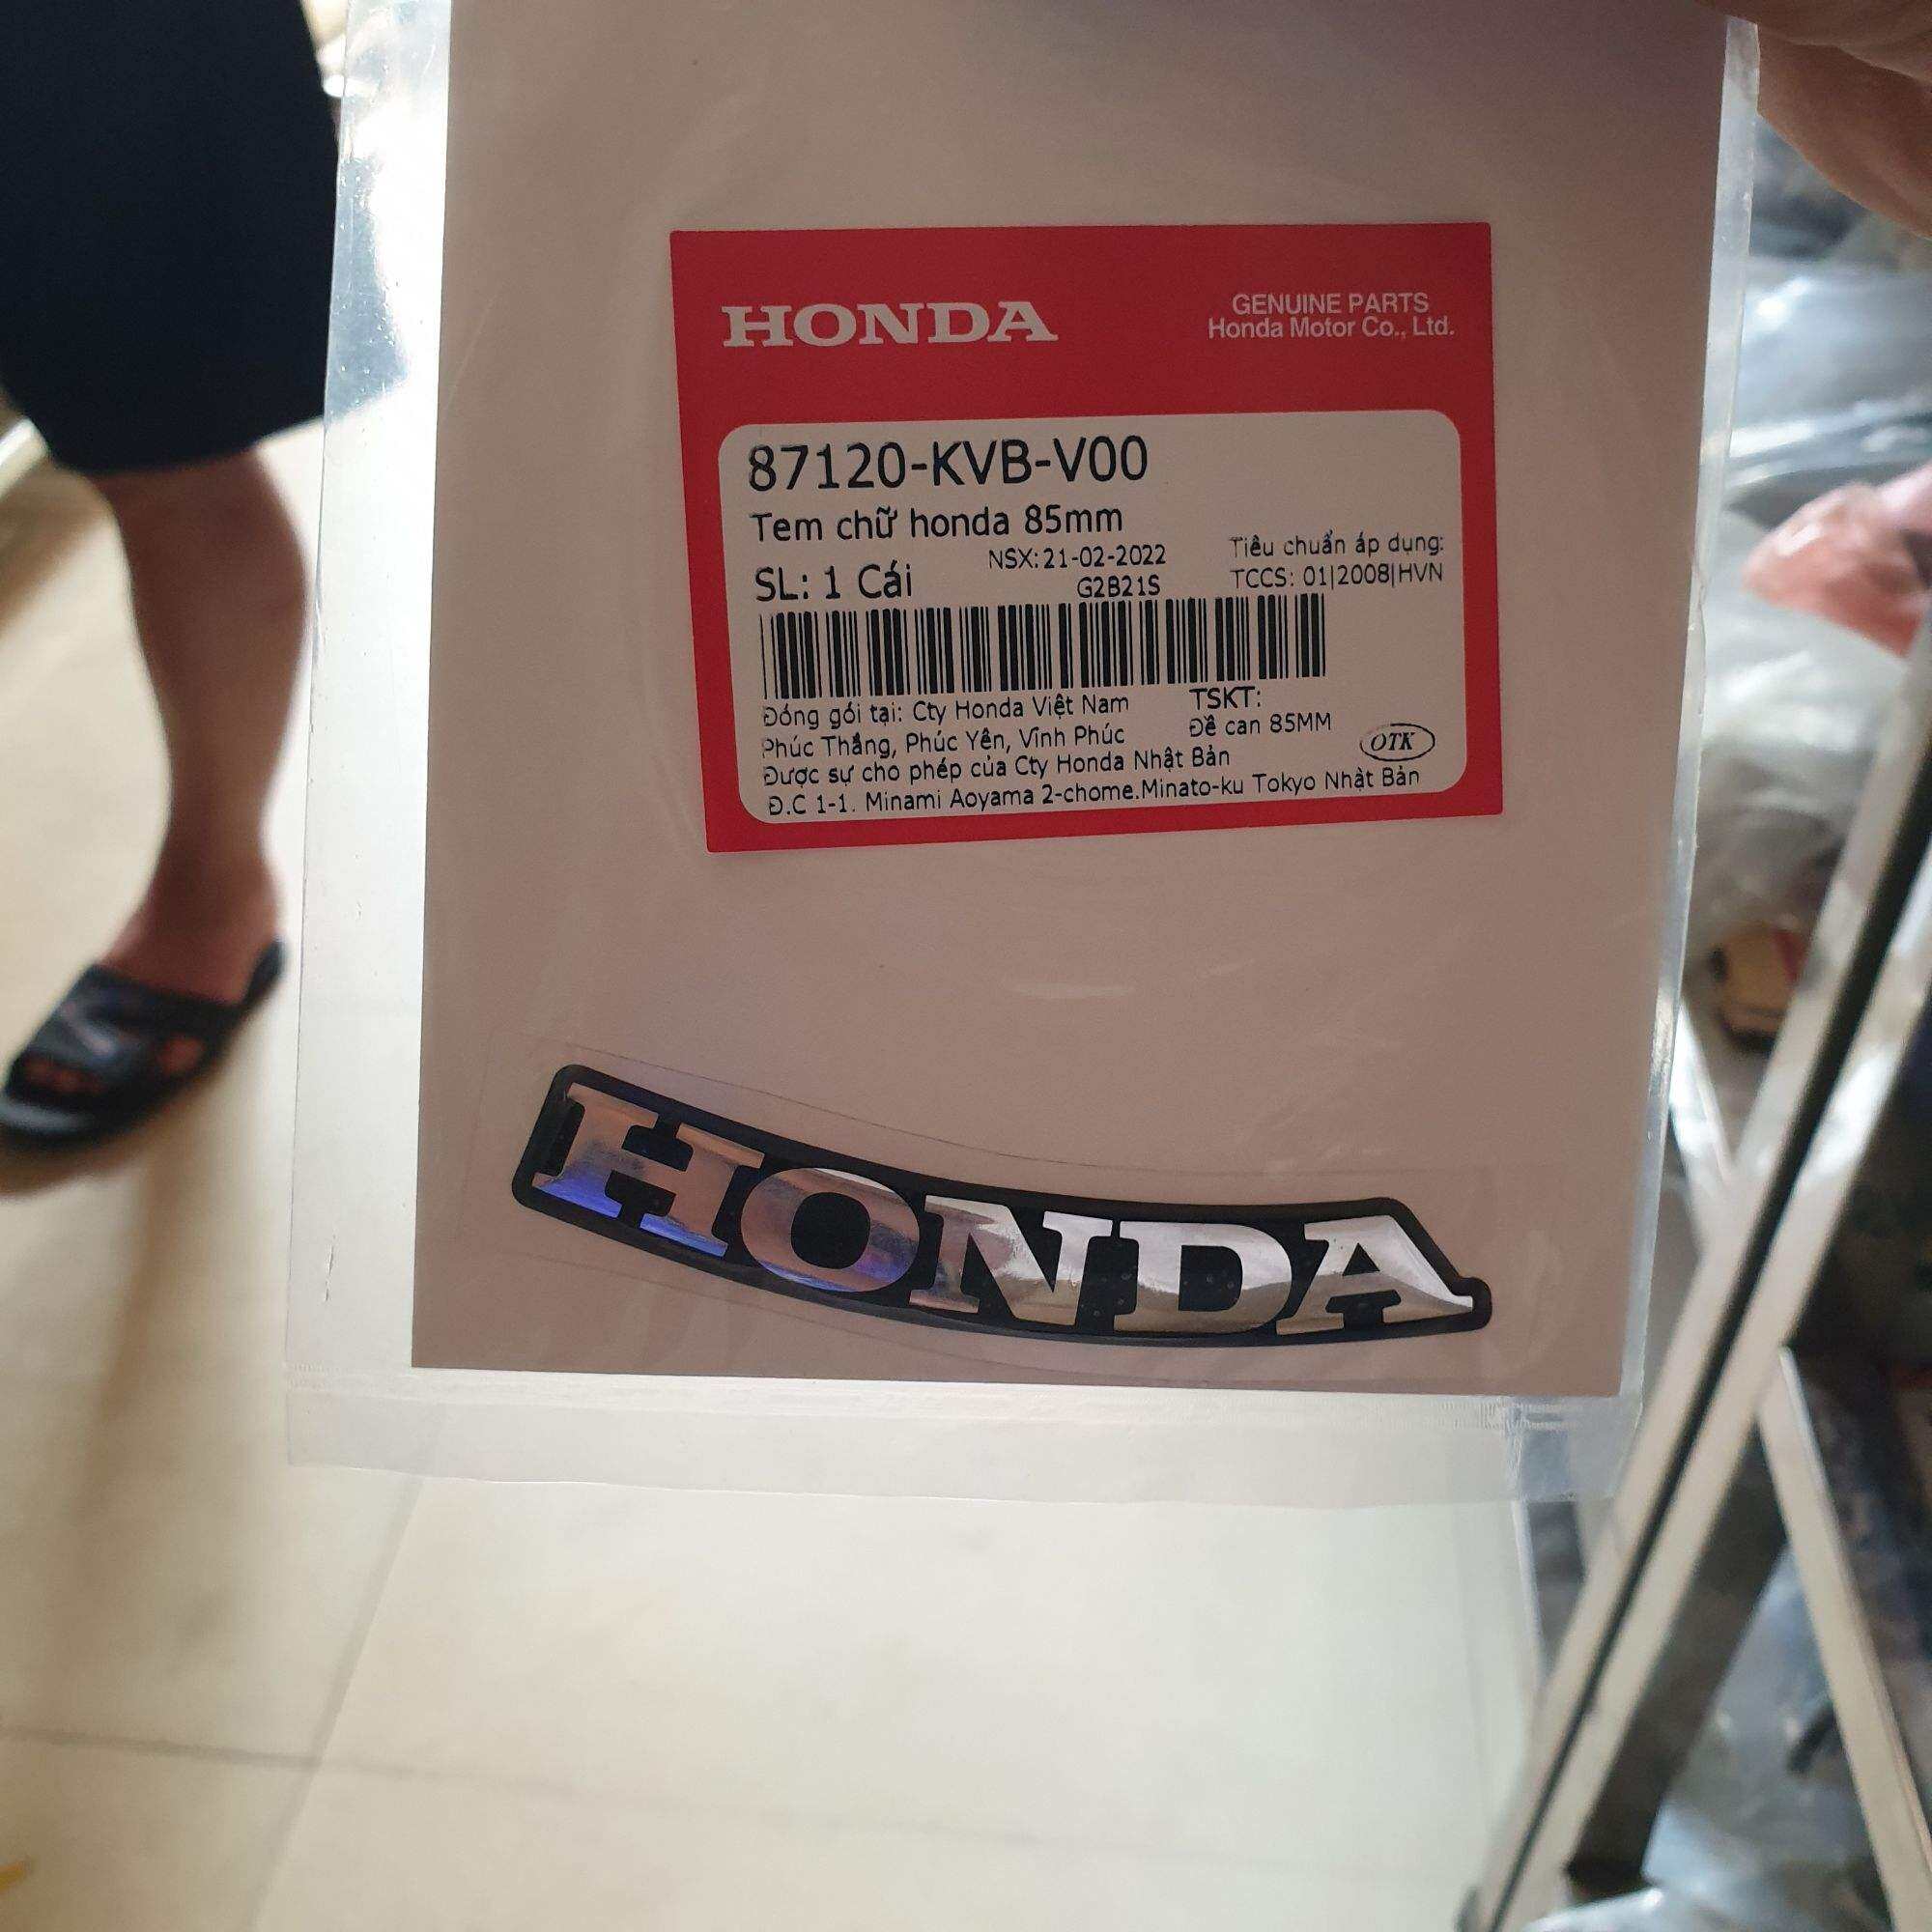 HONDA
GENUINE PARTS
Honda Motor Co., Ltd.
87120-KVB-V00
Tem chữ honda 85mm
NSX: 21-02-2022
Tiêu chuẩn áp dụng:
SL: 1 Cái
G2B21S
TCCS: 01|2008|HVN
Đóng gói tại: Cty Honda Việt Nam
TSKT:
Phúc Thắng, Phúc Yên, Vĩnh Phúc
Đề can 85MM
OTK
Được sự cho phép của Cty Honda Nhật Bản
Đ.C 1-1. Minami Aoyama 2-chome.Minato-ku Tokyo Nhật Bản
HONDA